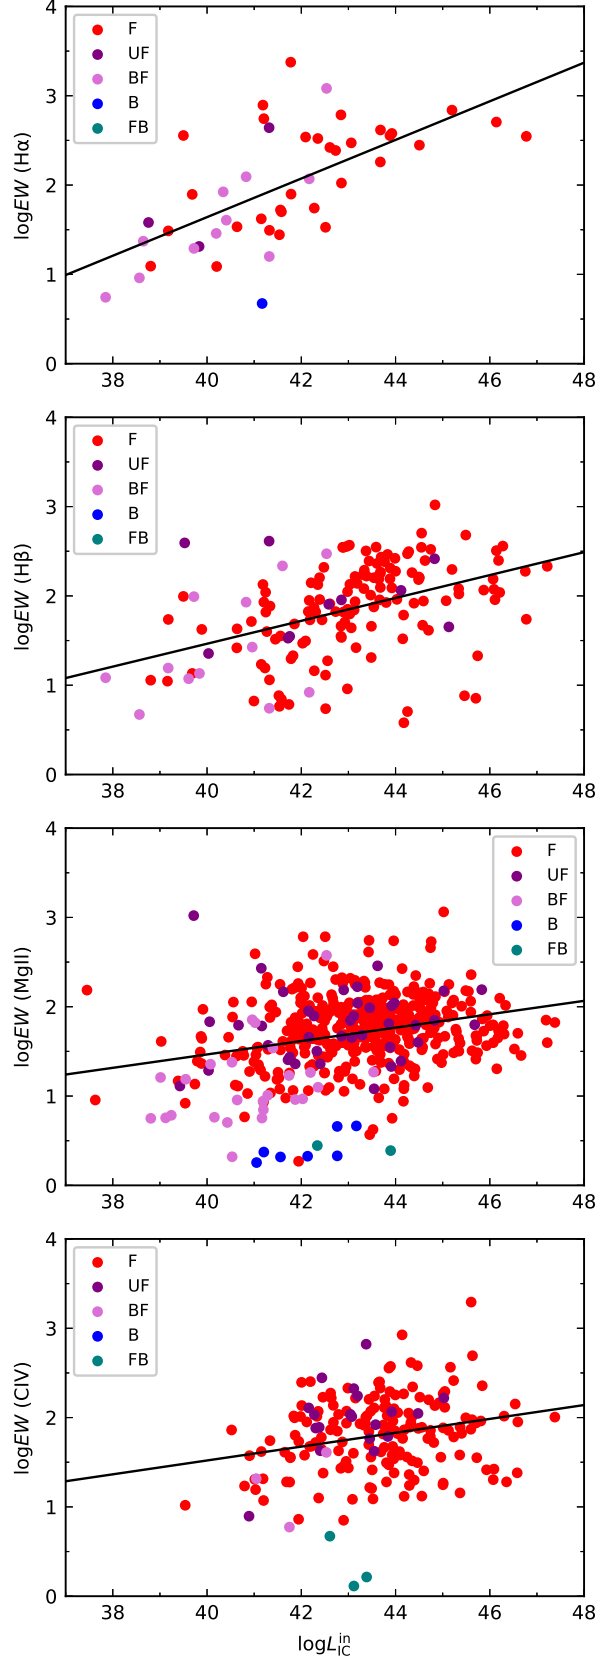 4
F
UF
BF
B
FB
3
2
1
0
logEW (Hα)
38 40 42 44 46 48
4
F
UF
BF
B
FB
3
2
1
0
logEW (Hβ)
38 40 42 44 46 48
4
F
UF
BF
B
FB
3
2
1
0
logEW (MgII)
38 40 42 44 46 48
4
F
UF
BF
B
FB
3
2
1
0
logEW (CIV)
38 40 42 44 46 48
logL_IC^in